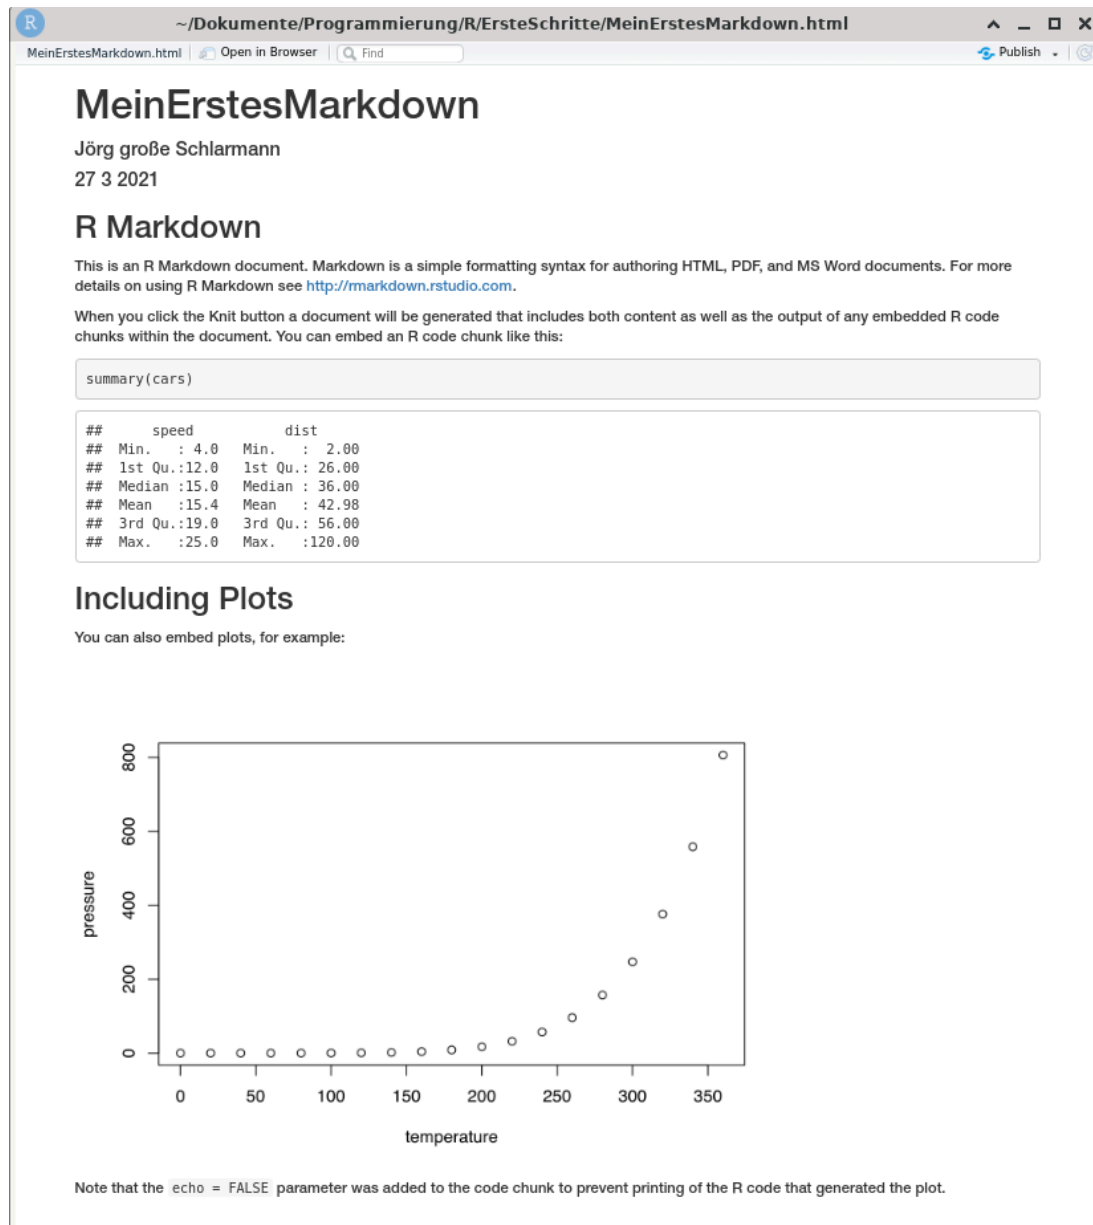 R
~/Dokumente/Programmierung/R/ErsteSchritte/MeinErstesMarkdown.html
MeinErstesMarkdown.html Open in Browser Find Publish
MeinErstesMarkdown
Jörg große Schlarmann
27 3 2021
R Markdown
This is an R Markdown document. Markdown is a simple formatting syntax for authoring HTML, PDF, and MS Word documents. For more
details on using R Markdown see http://rmarkdown.rstudio.com.
When you click the Knit button a document will be generated that includes both content as well as the output of any embedded R code
chunks within the document. You can embed an R code chunk like this:
summary(cars)
##      speed           dist
##  Min.   : 4.0   Min.   :  2.00
##  1st Qu.:12.0   1st Qu.: 26.00
##  Median :15.0   Median : 36.00
##  Mean   :15.4   Mean   : 42.98
##  3rd Qu.:19.0   3rd Qu.: 56.00
##  Max.   :25.0   Max.   :120.00
Including Plots
You can also embed plots, for example:
800
600
400
200
0
pressure
0 50 100 150 200 250 300 350
temperature
Note that the echo = FALSE parameter was added to the code chunk to prevent printing of the R code that generated the plot.